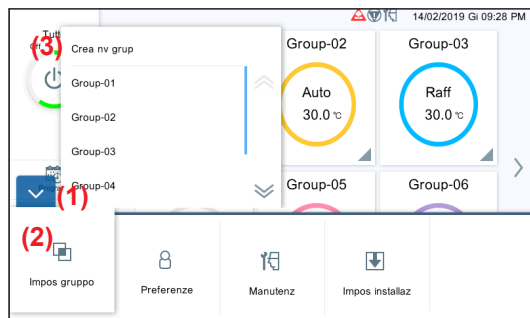 14/02/2019 Gi 09:28 PM
Tutt
Off
(3)
Crea nv grup
Group-01
Group-02
Group-03
Group-04
Group-02
Auto
30.0 °C
Group-03
Raff
30.0 °C
Progra
(1)
Group-05
Group-06
(2)
Impos gruppo
Preferenze
Manutenz
Impos installaz